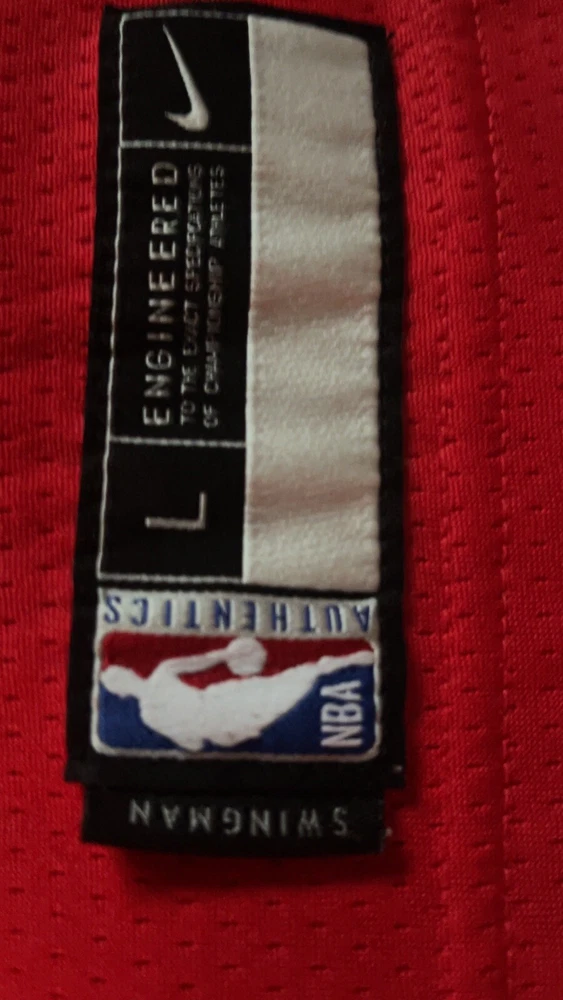 ENGINEERED
TO THE EXACT SPECIFICATIONS
OF CHAMPIONSHIP ATHLETES
L
AUTHENTICS
NBA
SWINGMAN